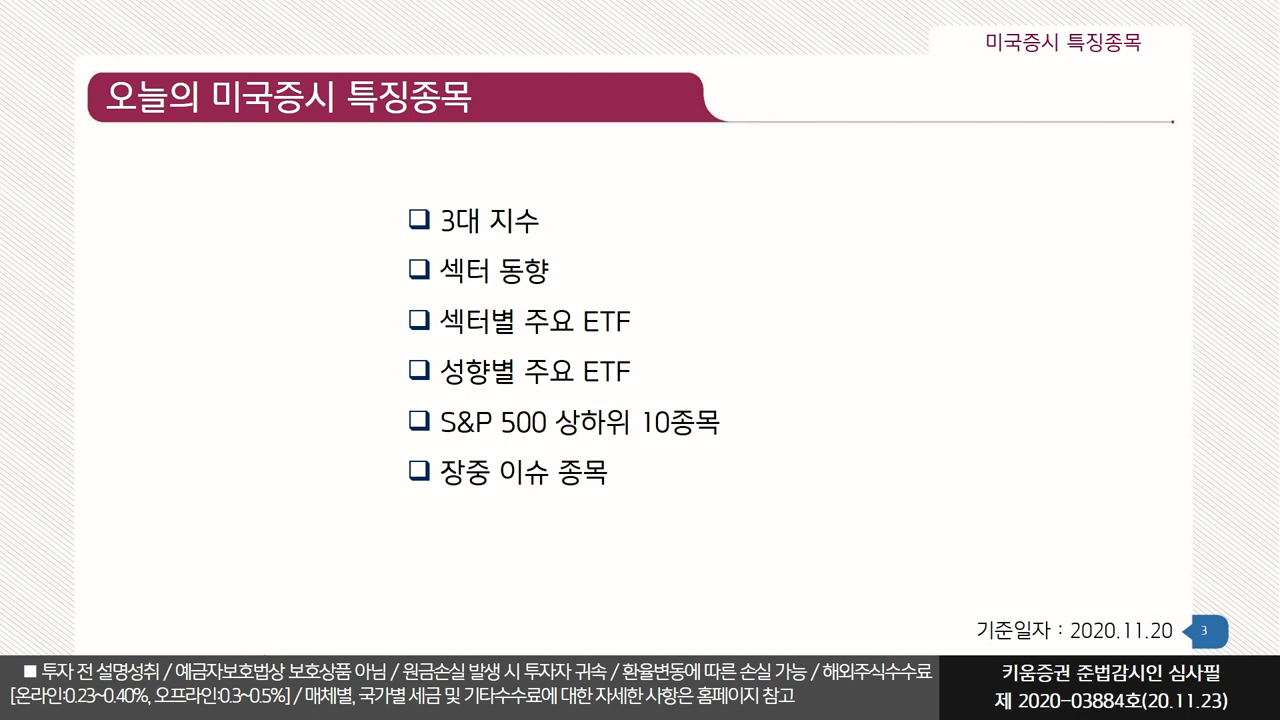 미국증시 특징종목
오늘의 미국증시 특징종목
❑ 3대 지수
❑ 섹터 동향
❑ 섹터별 주요 ETF
❑ 성향별 주요 ETF
❑ S&P 500 상하위 10종목
❑ 장중 이슈 종목
기준일자 : 2020.11.20
3
■ 투자 전 설명성취 / 예금자보호법상 보호상품 아님 / 원금손실 발생 시 투자자 귀속 / 환율변동에 따른 손실 가능 / 해외주식수수료
[온라인:0.23~0.40%, 오프라인:0.3~0.5%] / 매체별, 국가별 세금 및 기타수수료에 대한 자세한 사항은 홈페이지 참고
키움증권 준법감시인 심사필
제 2020-03884호(20.11.23)